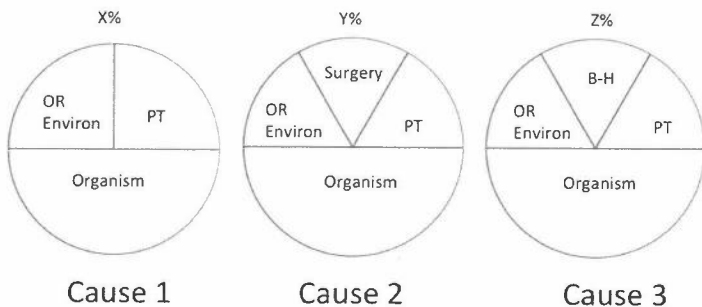 X%
Y%
Z%
OR
Environ
PT
Organism
Surgery
OR
Environ
PT
Organism
B-H
OR
Environ
PT
Organism
Cause 1
Cause 2
Cause 3